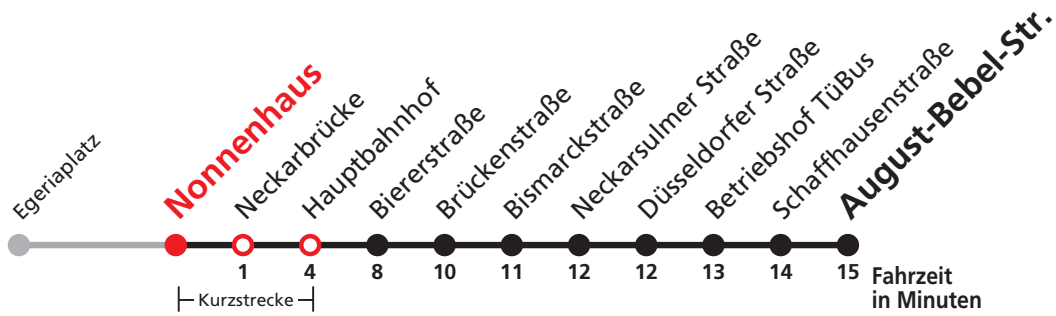 Egeriaplatz
Nonnenhaus
Neckarbrücke
Hauptbahnhof
Biererstraße
Brückenstraße
Bismarckstraße
Neckarsulmer Straße
Düsseldorfer Straße
Betriebshof TüBus
Schaffhausenstraße
August-Bebel-Str.
1 4 8 10 11 12 12 13 14 15
Fahrzeit
in Minuten
Kurzstrecke